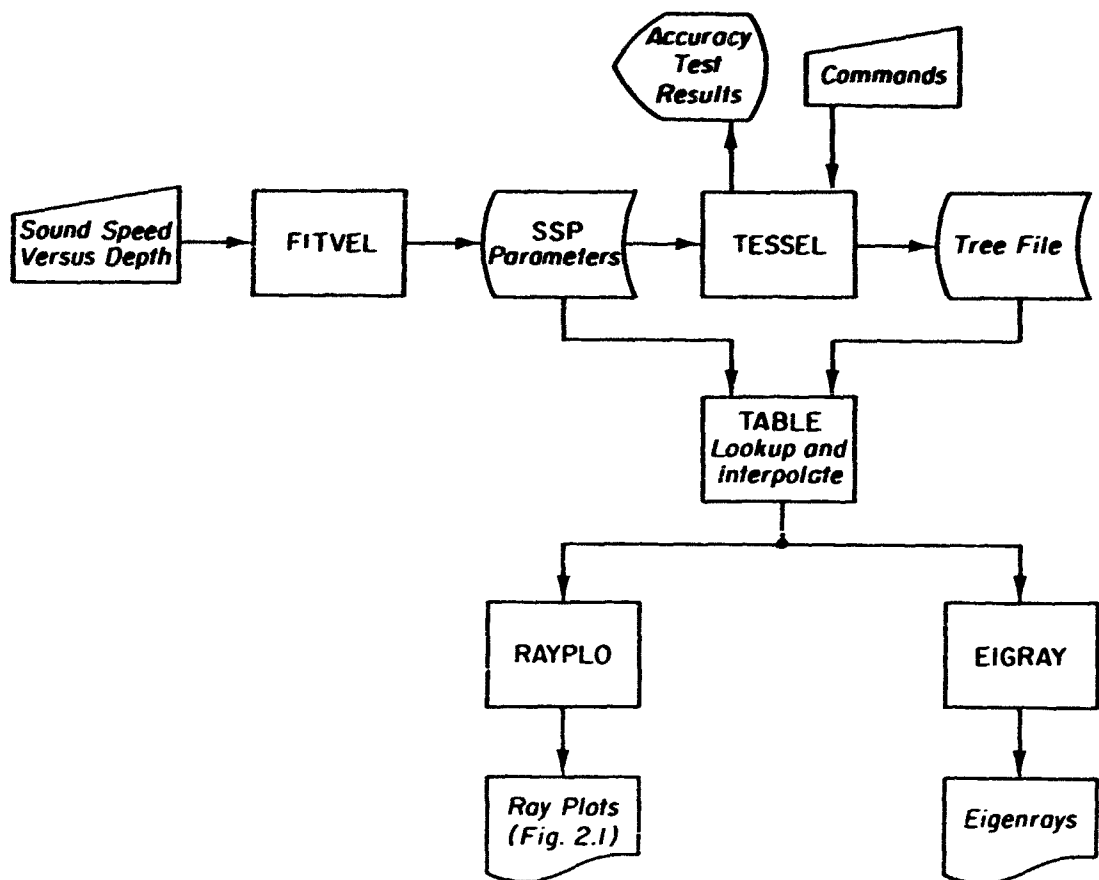 Accuracy
Test
Results
Commands
Sound Speed
Versus Depth
FITVEL
SSP
Parameters
TESSEL
Tree File
TABLE
Lookup and
interpolate
RAYPLO
EIGRAY
Ray Plots
(Fig. 2.1)
Eigenrays